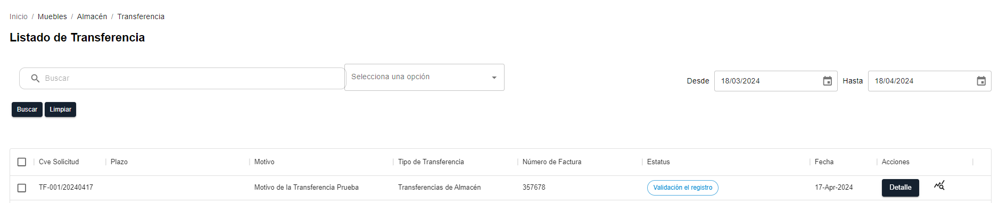 Inicio / Muebles / Almacén / Transferencia
Listado de Transferencia
Buscar
Selecciona una opción
Desde 18/03/2024 Hasta 18/04/2024
Buscar Limpiar
Cve Solicitud Plazo Motivo Tipo de Transferencia Número de Factura Estatus Fecha Acciones
TF-001/20240417 Motivo de la Transferencia Prueba Transferencias de Almacén 357678 Validación el registro 17-Apr-2024 Detalle